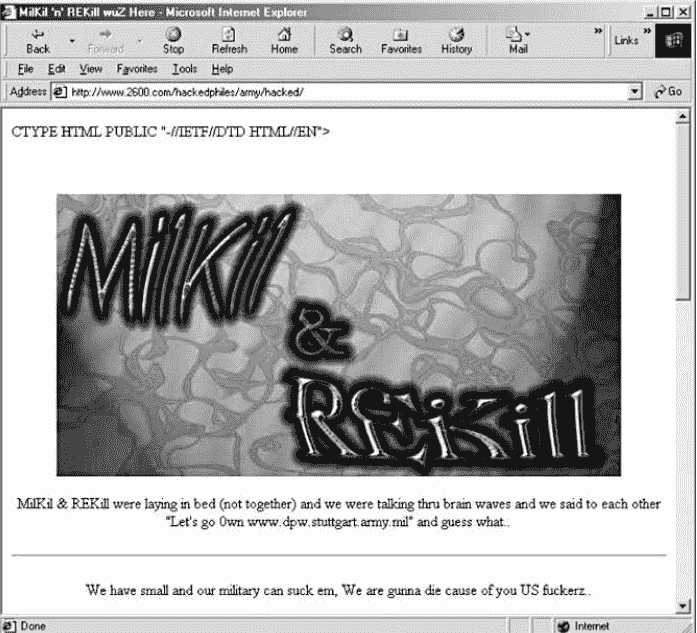 MilKil 'n' REKill wuZ Here - Microsoft Internet Explorer
Back Forward Stop Refresh Home Search Favorites History Mail » Links »
File Edit View Favorites Tools Help
Address http://www.2600.com/hackedphiles/army/hacked/ Go
CTYPE HTML PUBLIC "-//IETF//DTD HTML//EN">
MilKil
&
REKill
MilKil & REKill were laying in bed (not together) and we were talking thru brain waves and we said to each other
"Let's go 0wn www.dpw.stuttgart.army.mil" and guess what..
We have small and our military can suck em, We are gunna die cause of you US fuckerz..
Done Internet